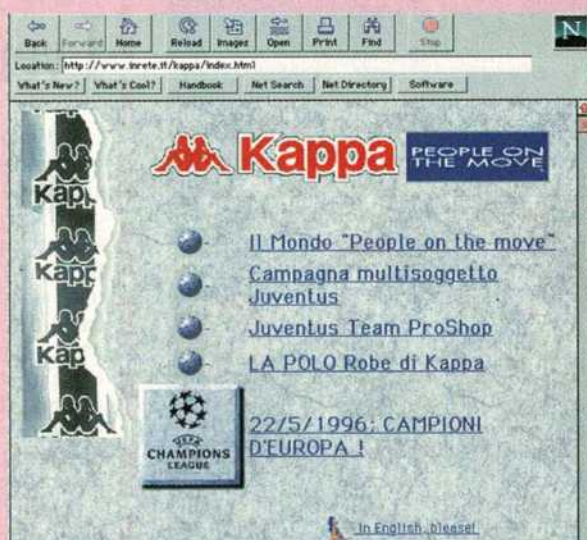 Back Forward Home Reload Images Open Print Find Stop
N
Location: http://www.inrete.it/kappa/index.html
What's New? What's Cool? Handbook Net Search Net Directory Software
Kappa
PEOPLE ON
THE MOVE
Kapp
Kapp
Kap
Il Mondo "People on the move"
Campagna multisoggetto
Juventus
Juventus Team ProShop
LA POLO Robe di Kappa
UEFA
CHAMPIONS
LEAGUE
22/5/1996: CAMPIONI
D'EUROPA !
In English, please!